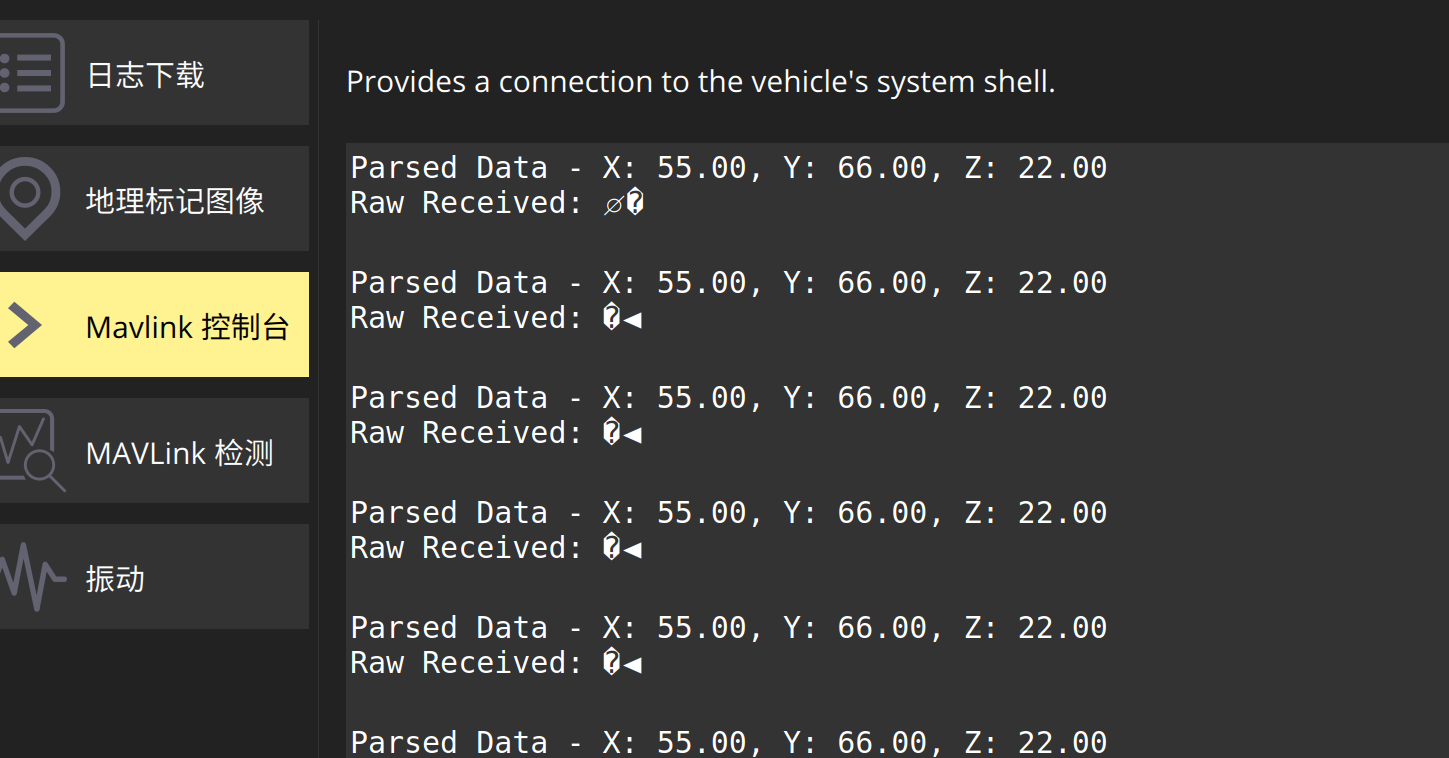 日志下载
地理标记图像
Mavlink 控制台
MAVLink 检测
振动
Provides a connection to the vehicle's system shell.
Parsed Data - X: 55.00, Y: 66.00, Z: 22.00
Raw Received: ⌀�
Parsed Data - X: 55.00, Y: 66.00, Z: 22.00
Raw Received: �◄
Parsed Data - X: 55.00, Y: 66.00, Z: 22.00
Raw Received: �◄
Parsed Data - X: 55.00, Y: 66.00, Z: 22.00
Raw Received: �◄
Parsed Data - X: 55.00, Y: 66.00, Z: 22.00
Raw Received: �◄
Parsed Data - X: 55.00, Y: 66.00, Z: 22.00